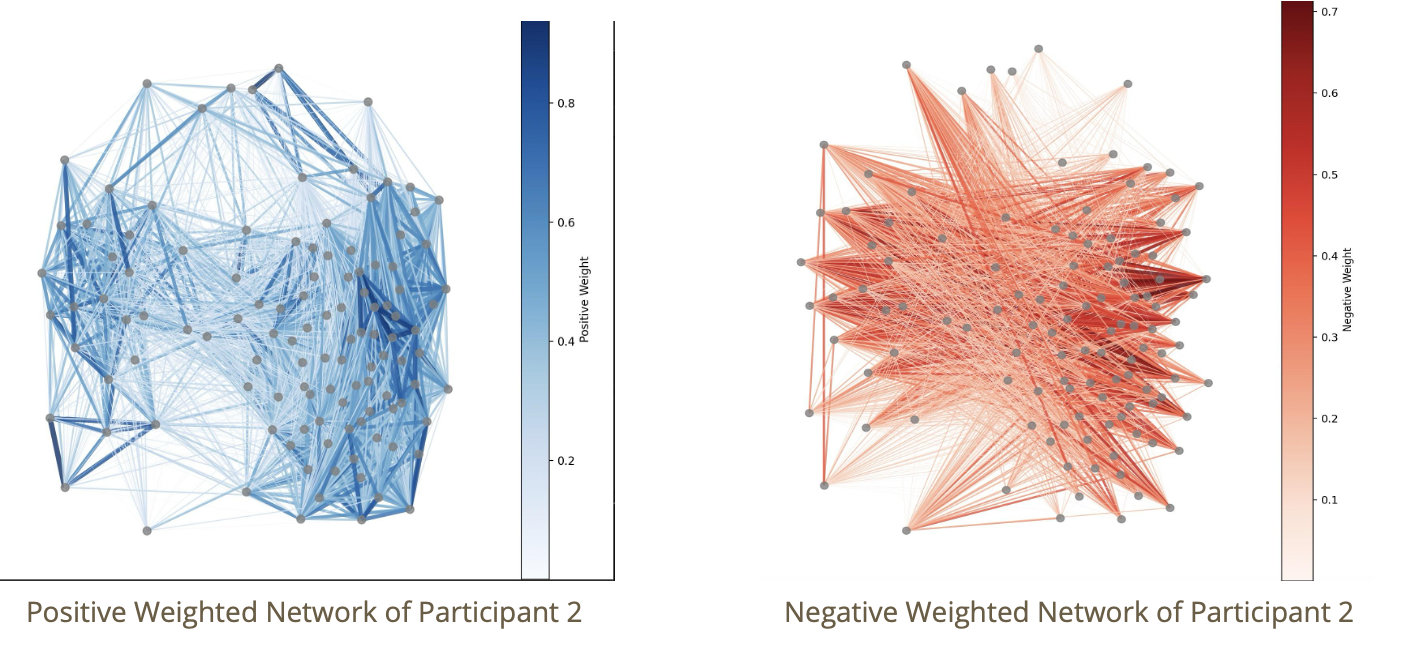 0.8
0.6
0.4
0.2
Positive Weight
0.7
0.6
0.5
0.4
0.3
0.2
0.1
Negative Weight
Positive Weighted Network of Participant 2
Negative Weighted Network of Participant 2